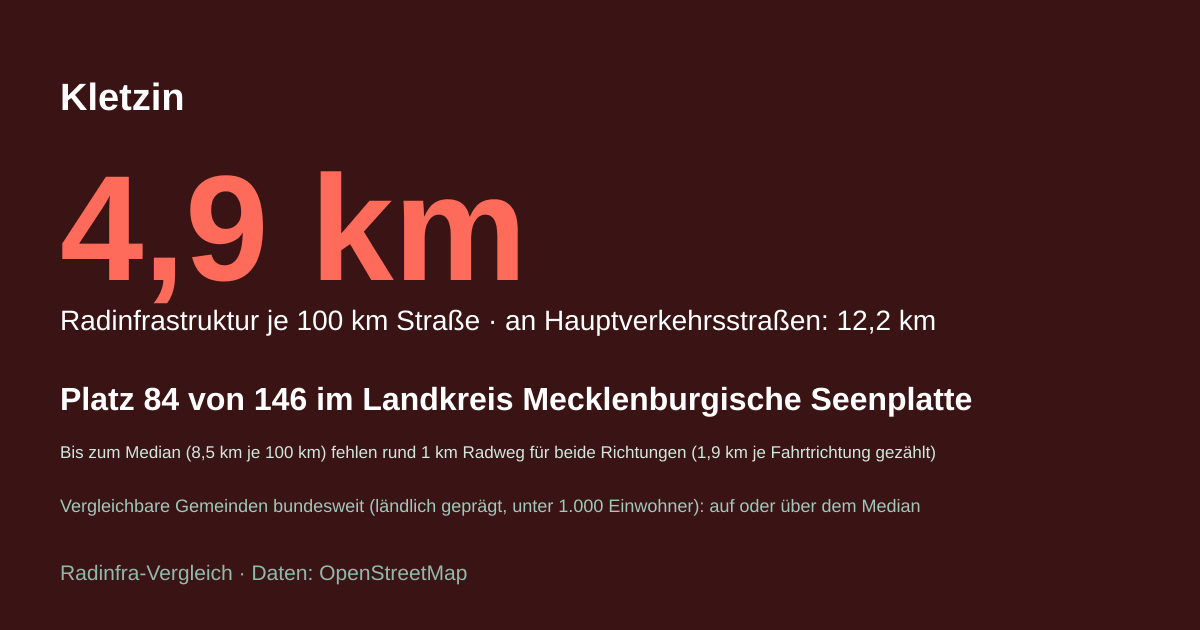 Kletzin
4,9 km
Radinfrastruktur je 100 km Straße · an Hauptverkehrsstraßen: 12,2 km
Platz 84 von 146 im Landkreis Mecklenburgische Seenplatte
Bis zum Median (8,5 km je 100 km) fehlen rund 1 km Radweg für beide Richtungen (1,9 km je Fahrtrichtung gezählt)
Vergleichbare Gemeinden bundesweit (ländlich geprägt, unter 1.000 Einwohner): auf oder über dem Median
Radinfra-Vergleich · Daten: OpenStreetMap